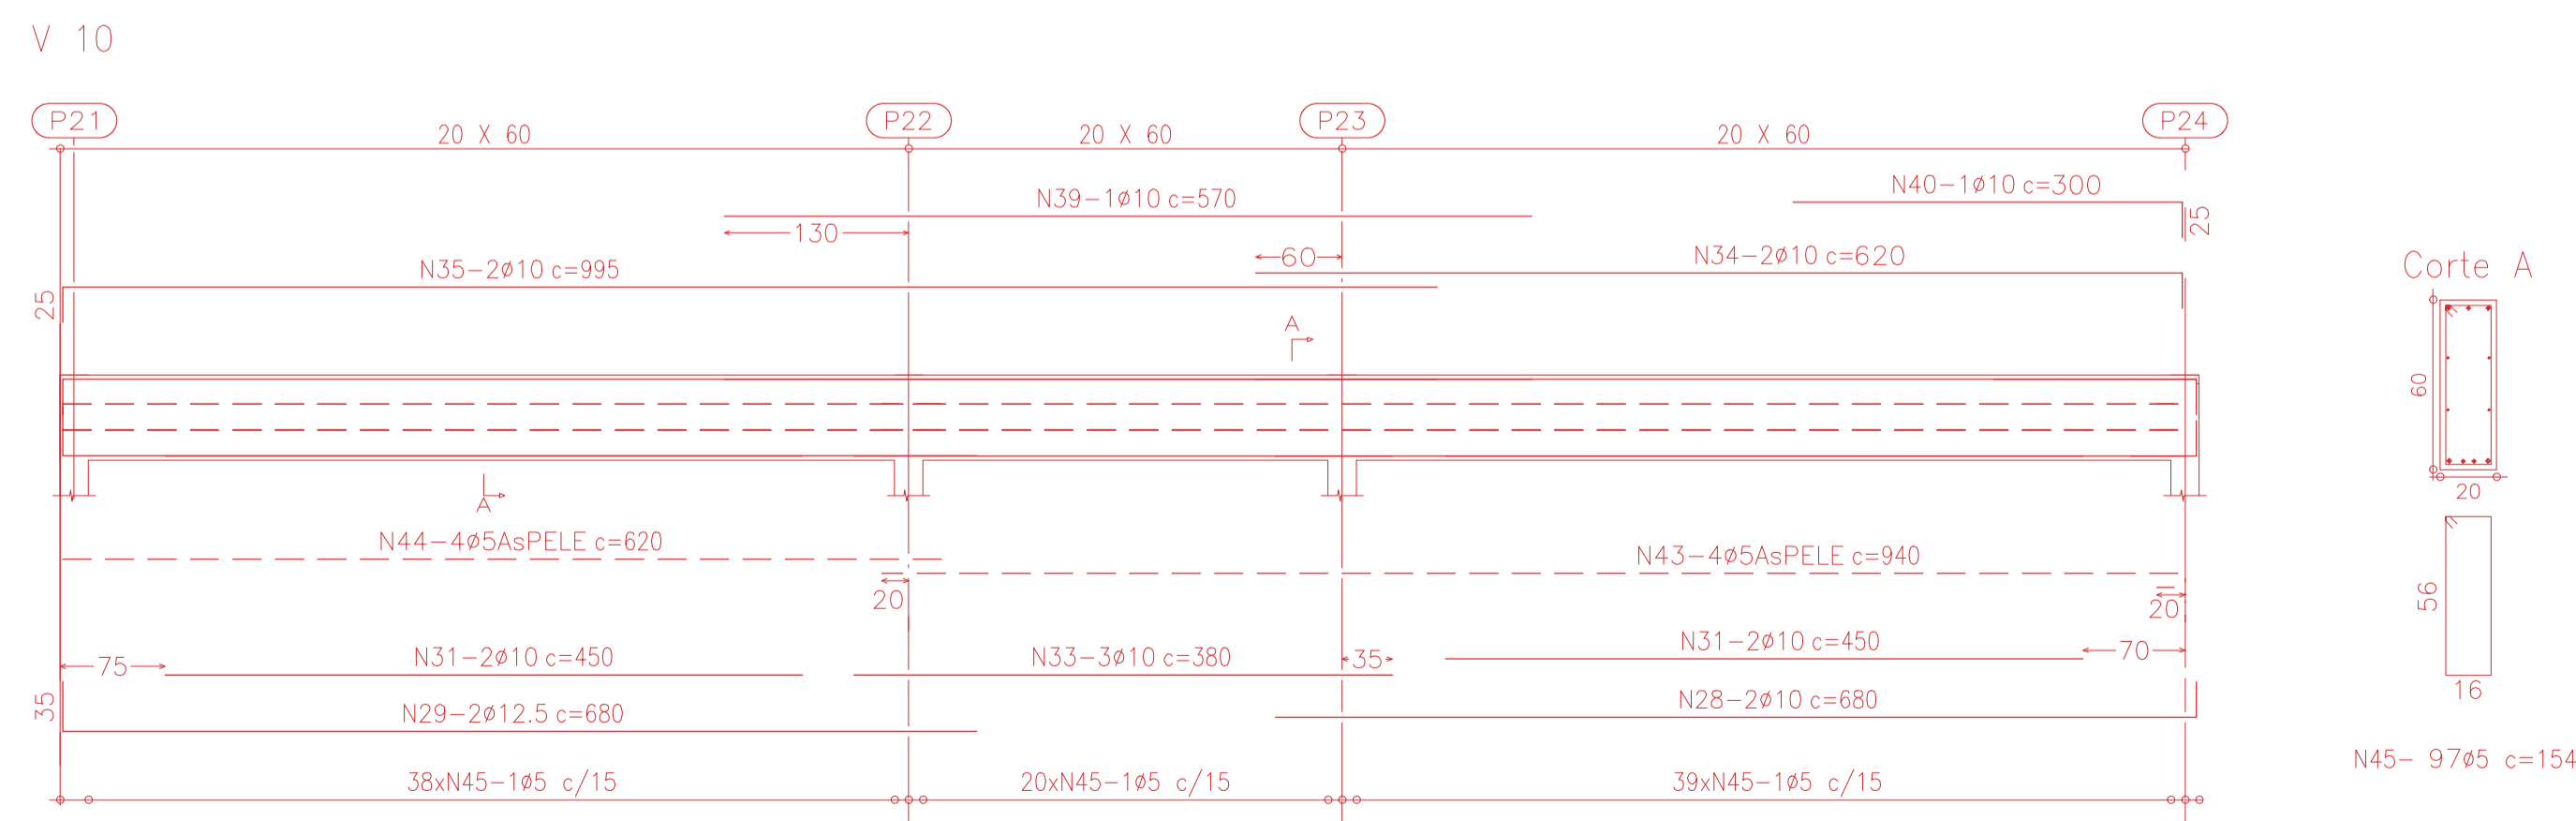 V 10
P21
P22
P23
P24
20 X 60
20 X 60
20 X 60
N40-1ø10 c=300
N39-1ø10 c=570
25
130
60
N34-2ø10 c=620
N35-2ø10 c=995
25
Corte A
A
60
20
A
N44-4ø5AsPELE c=620
N43-4ø5AsPELE c=940
20
20
56
16
N31-2ø10 c=450
75
N33-3ø10 c=380
35
N31-2ø10 c=450
70
35
N29-2ø12.5 c=680
N28-2ø10 c=680
N45- 97ø5 c=154
38xN45-1ø5 c/15
20xN45-1ø5 c/15
39xN45-1ø5 c/15